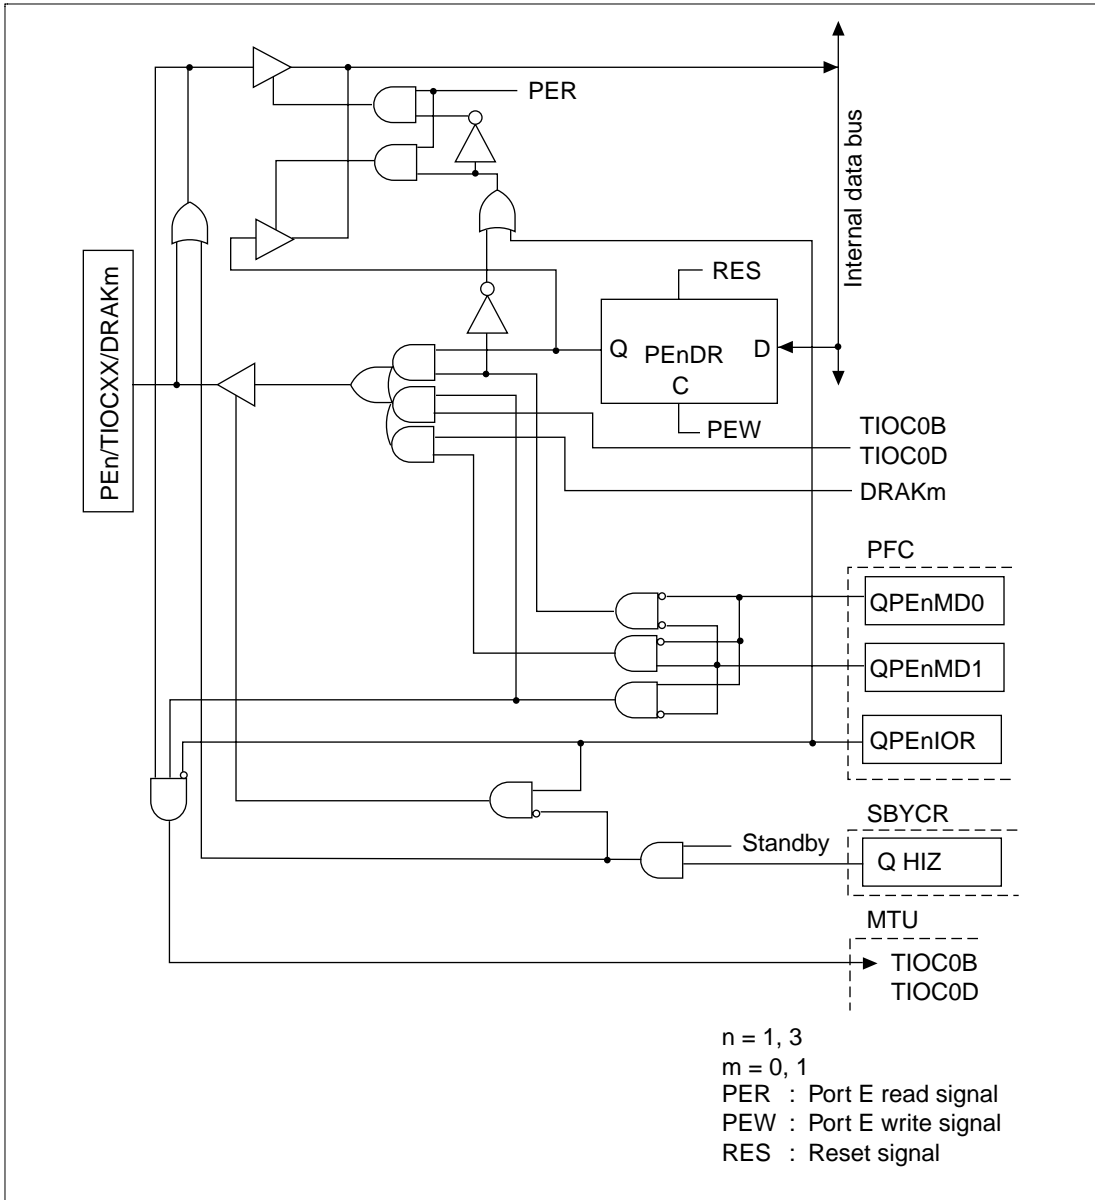 PER
Internal data bus
RES
PEn/TIOCXX/DRAKm
Q PEnDR D
C
PEW
TIOC0B
TIOC0D
DRAKm
PFC
QPEnMD0
QPEnMD1
QPEnIOR
SBYCR
Standby
Q HIZ
MTU
TIOC0B
TIOC0D
n = 1, 3
m = 0, 1
PER : Port E read signal
PEW : Port E write signal
RES : Reset signal